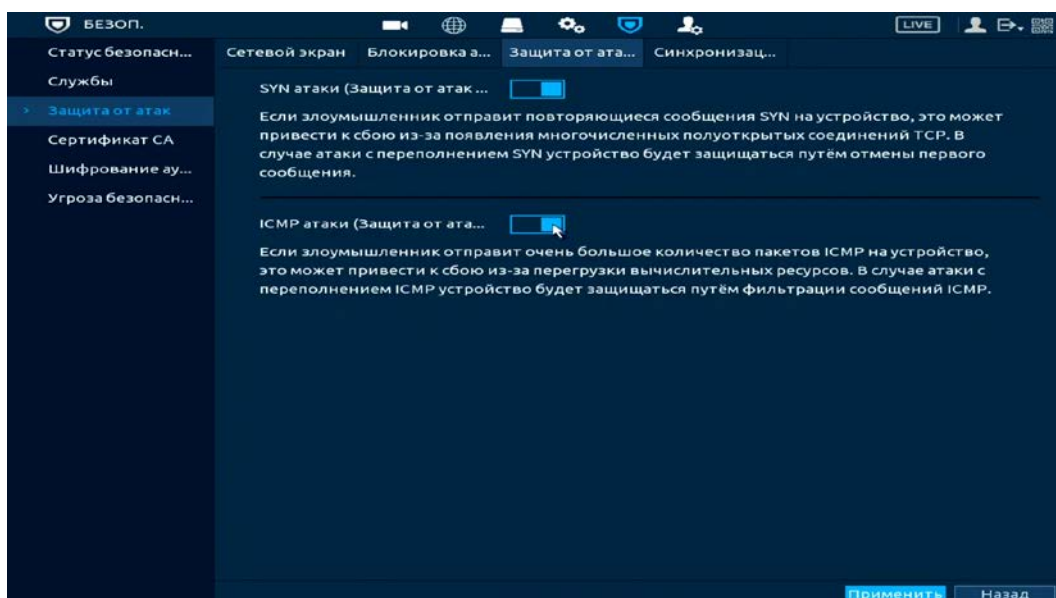 БЕЗОП.
LIVE
Статус безопасн...
Сетевой экран Блокировка а... Защита от ата... Синхронизац...
Службы
SYN атаки (Защита от атак ...
> Защита от атак
Если злоумышленник отправит повторяющиеся сообщения SYN на устройство, это может
привести к сбою из-за появления многочисленных полуоткрытых соединений TCP. В
случае атаки с переполнением SYN устройство будет защищаться путём отмены первого
сообщения.
Сертификат CA
Шифрование ау...
Угроза безопасн...
ICMP атаки (Защита от ата...
Если злоумышленник отправит очень большое количество пакетов ICMP на устройство,
это может привести к сбою из-за перегрузки вычислительных ресурсов. В случае атаки с
переполнением ICMP устройство будет защищаться путём фильтрации сообщений ICMP.
Применить Назад